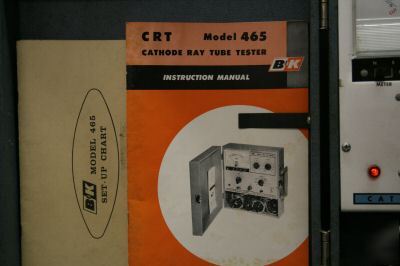 CRT Model 465
CATHODE RAY TUBE TESTER
B&K
INSTRUCTION MANUAL
B&K MODEL 465
SET-UP CHART
METER
CAT